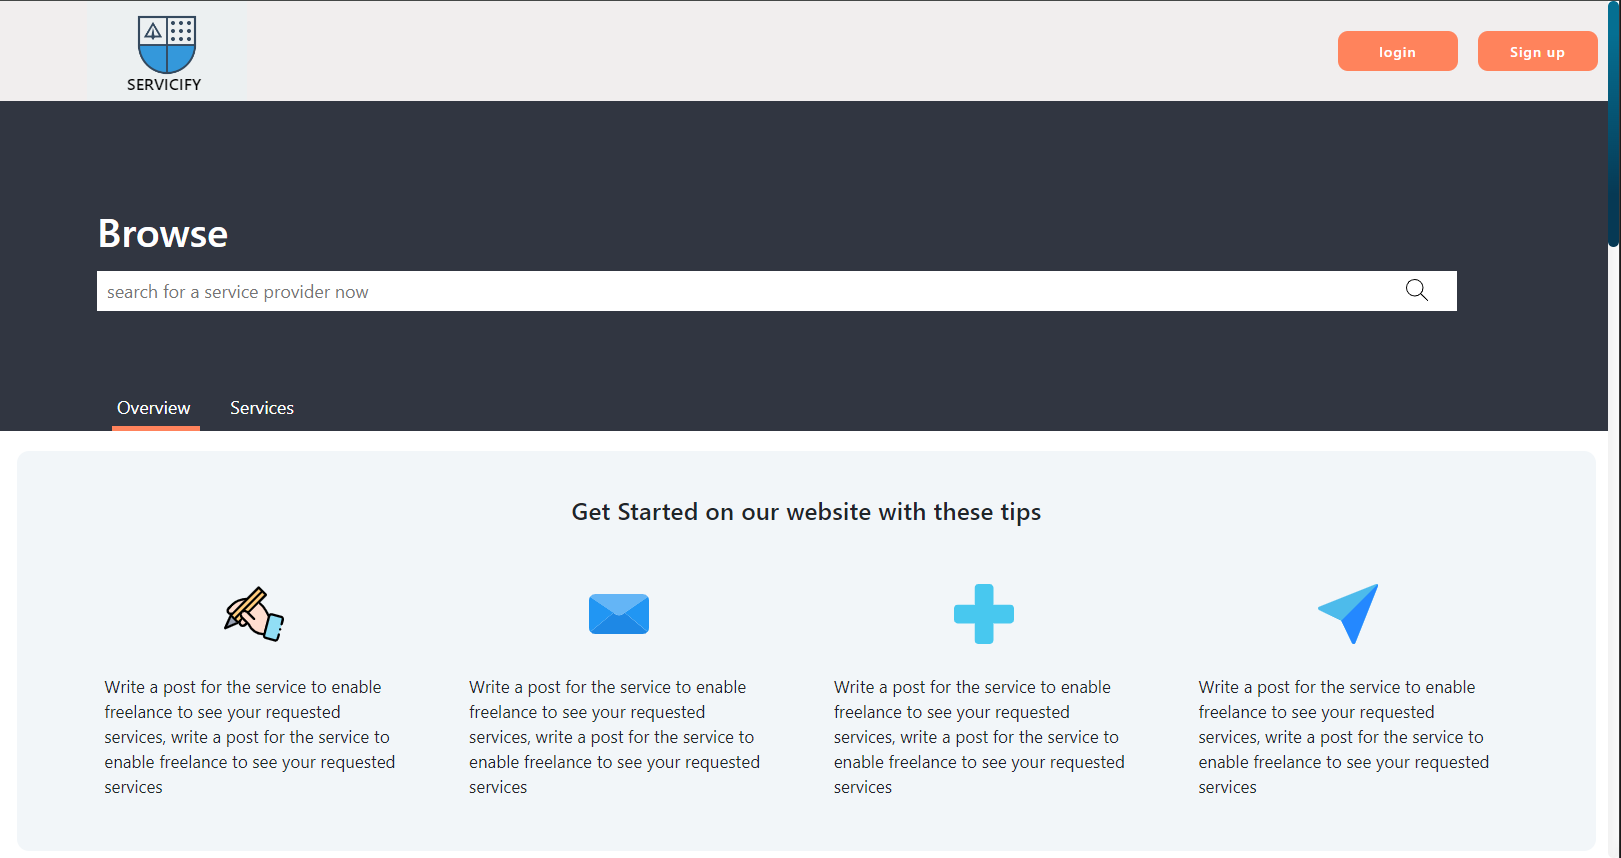 SERVICIFY
login
Sign up
Browse
search for a service provider now
Overview
Services
Get Started on our website with these tips
Write a post for the service to enable
freelance to see your requested
services, write a post for the service to
enable freelance to see your requested
services
Write a post for the service to enable
freelance to see your requested
services, write a post for the service to
enable freelance to see your requested
services
Write a post for the service to enable
freelance to see your requested
services, write a post for the service to
enable freelance to see your requested
services
Write a post for the service to enable
freelance to see your requested
services, write a post for the service to
enable freelance to see your requested
services